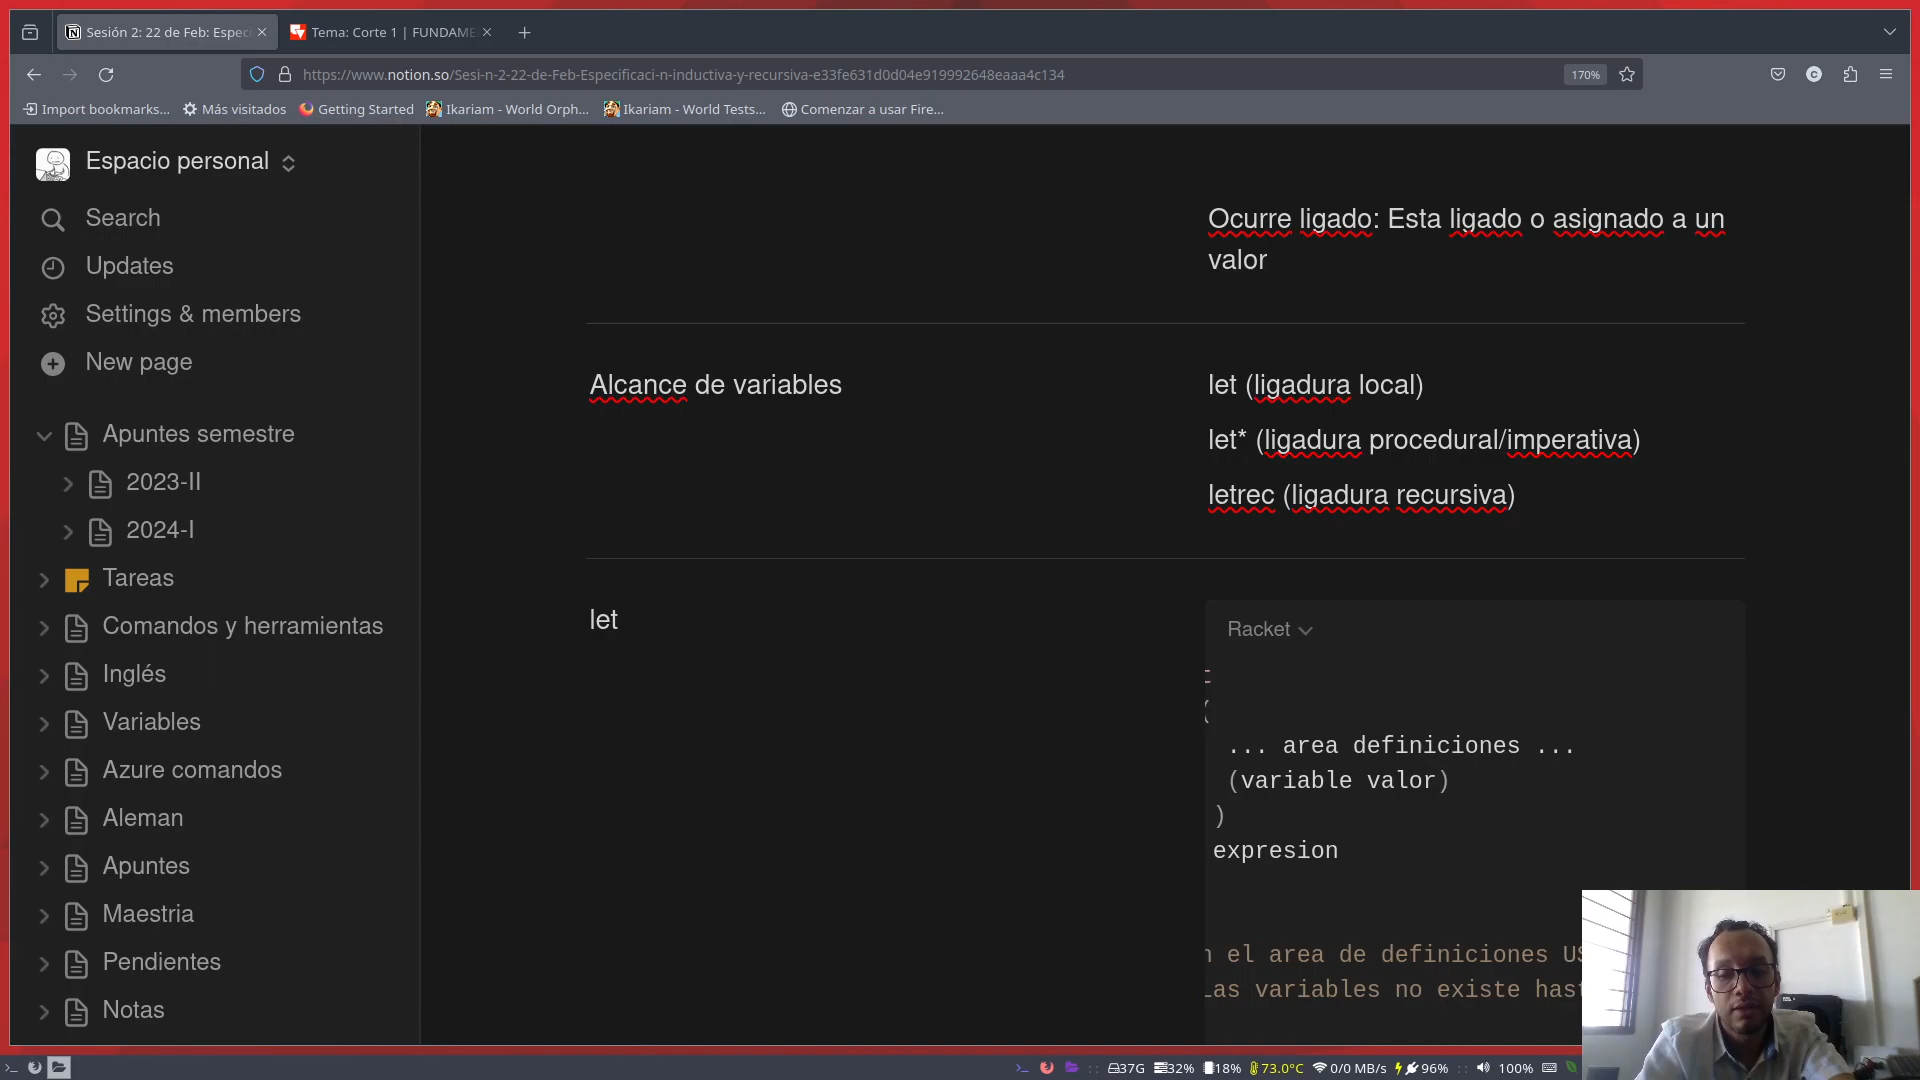 Sesión 2: 22 de Feb: Espec
Tema: Corte 1 | FUNDAME
https://www.notion.so/Sesi-n-2-22-de-Feb-Especificaci-n-inductiva-y-recursiva-e33fe631d0d04e919992648eaaa4c134
170%
C
Import bookmarks...
Más visitados
Getting Started
Ikariam - World Orph...
Ikariam - World Tests...
Comenzar a usar Fire...
Espacio personal
Search
Updates
Settings & members
New page
Apuntes semestre
2023-II
2024-I
Tareas
Comandos y herramientas
Inglés
Variables
Azure comandos
Aleman
Apuntes
Maestria
Pendientes
Notas
Ocurre ligado: Esta ligado o asignado a un
valor
Alcance de variables
let (ligadura local)
let* (ligadura procedural/imperativa)
letrec (ligadura recursiva)
let
Racket
(
... area definiciones ...
(variable valor)
)
expresion
el area de definiciones
las variables no existe
37G
32%
18%
73.0°C
0/0 MB/s
96%
100%